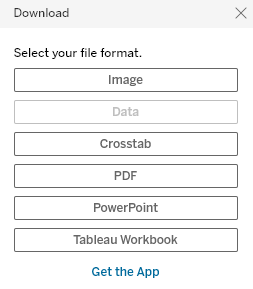 Download
Select your file format.
Image
Data
Crosstab
PDF
PowerPoint
Tableau Workbook
Get the App